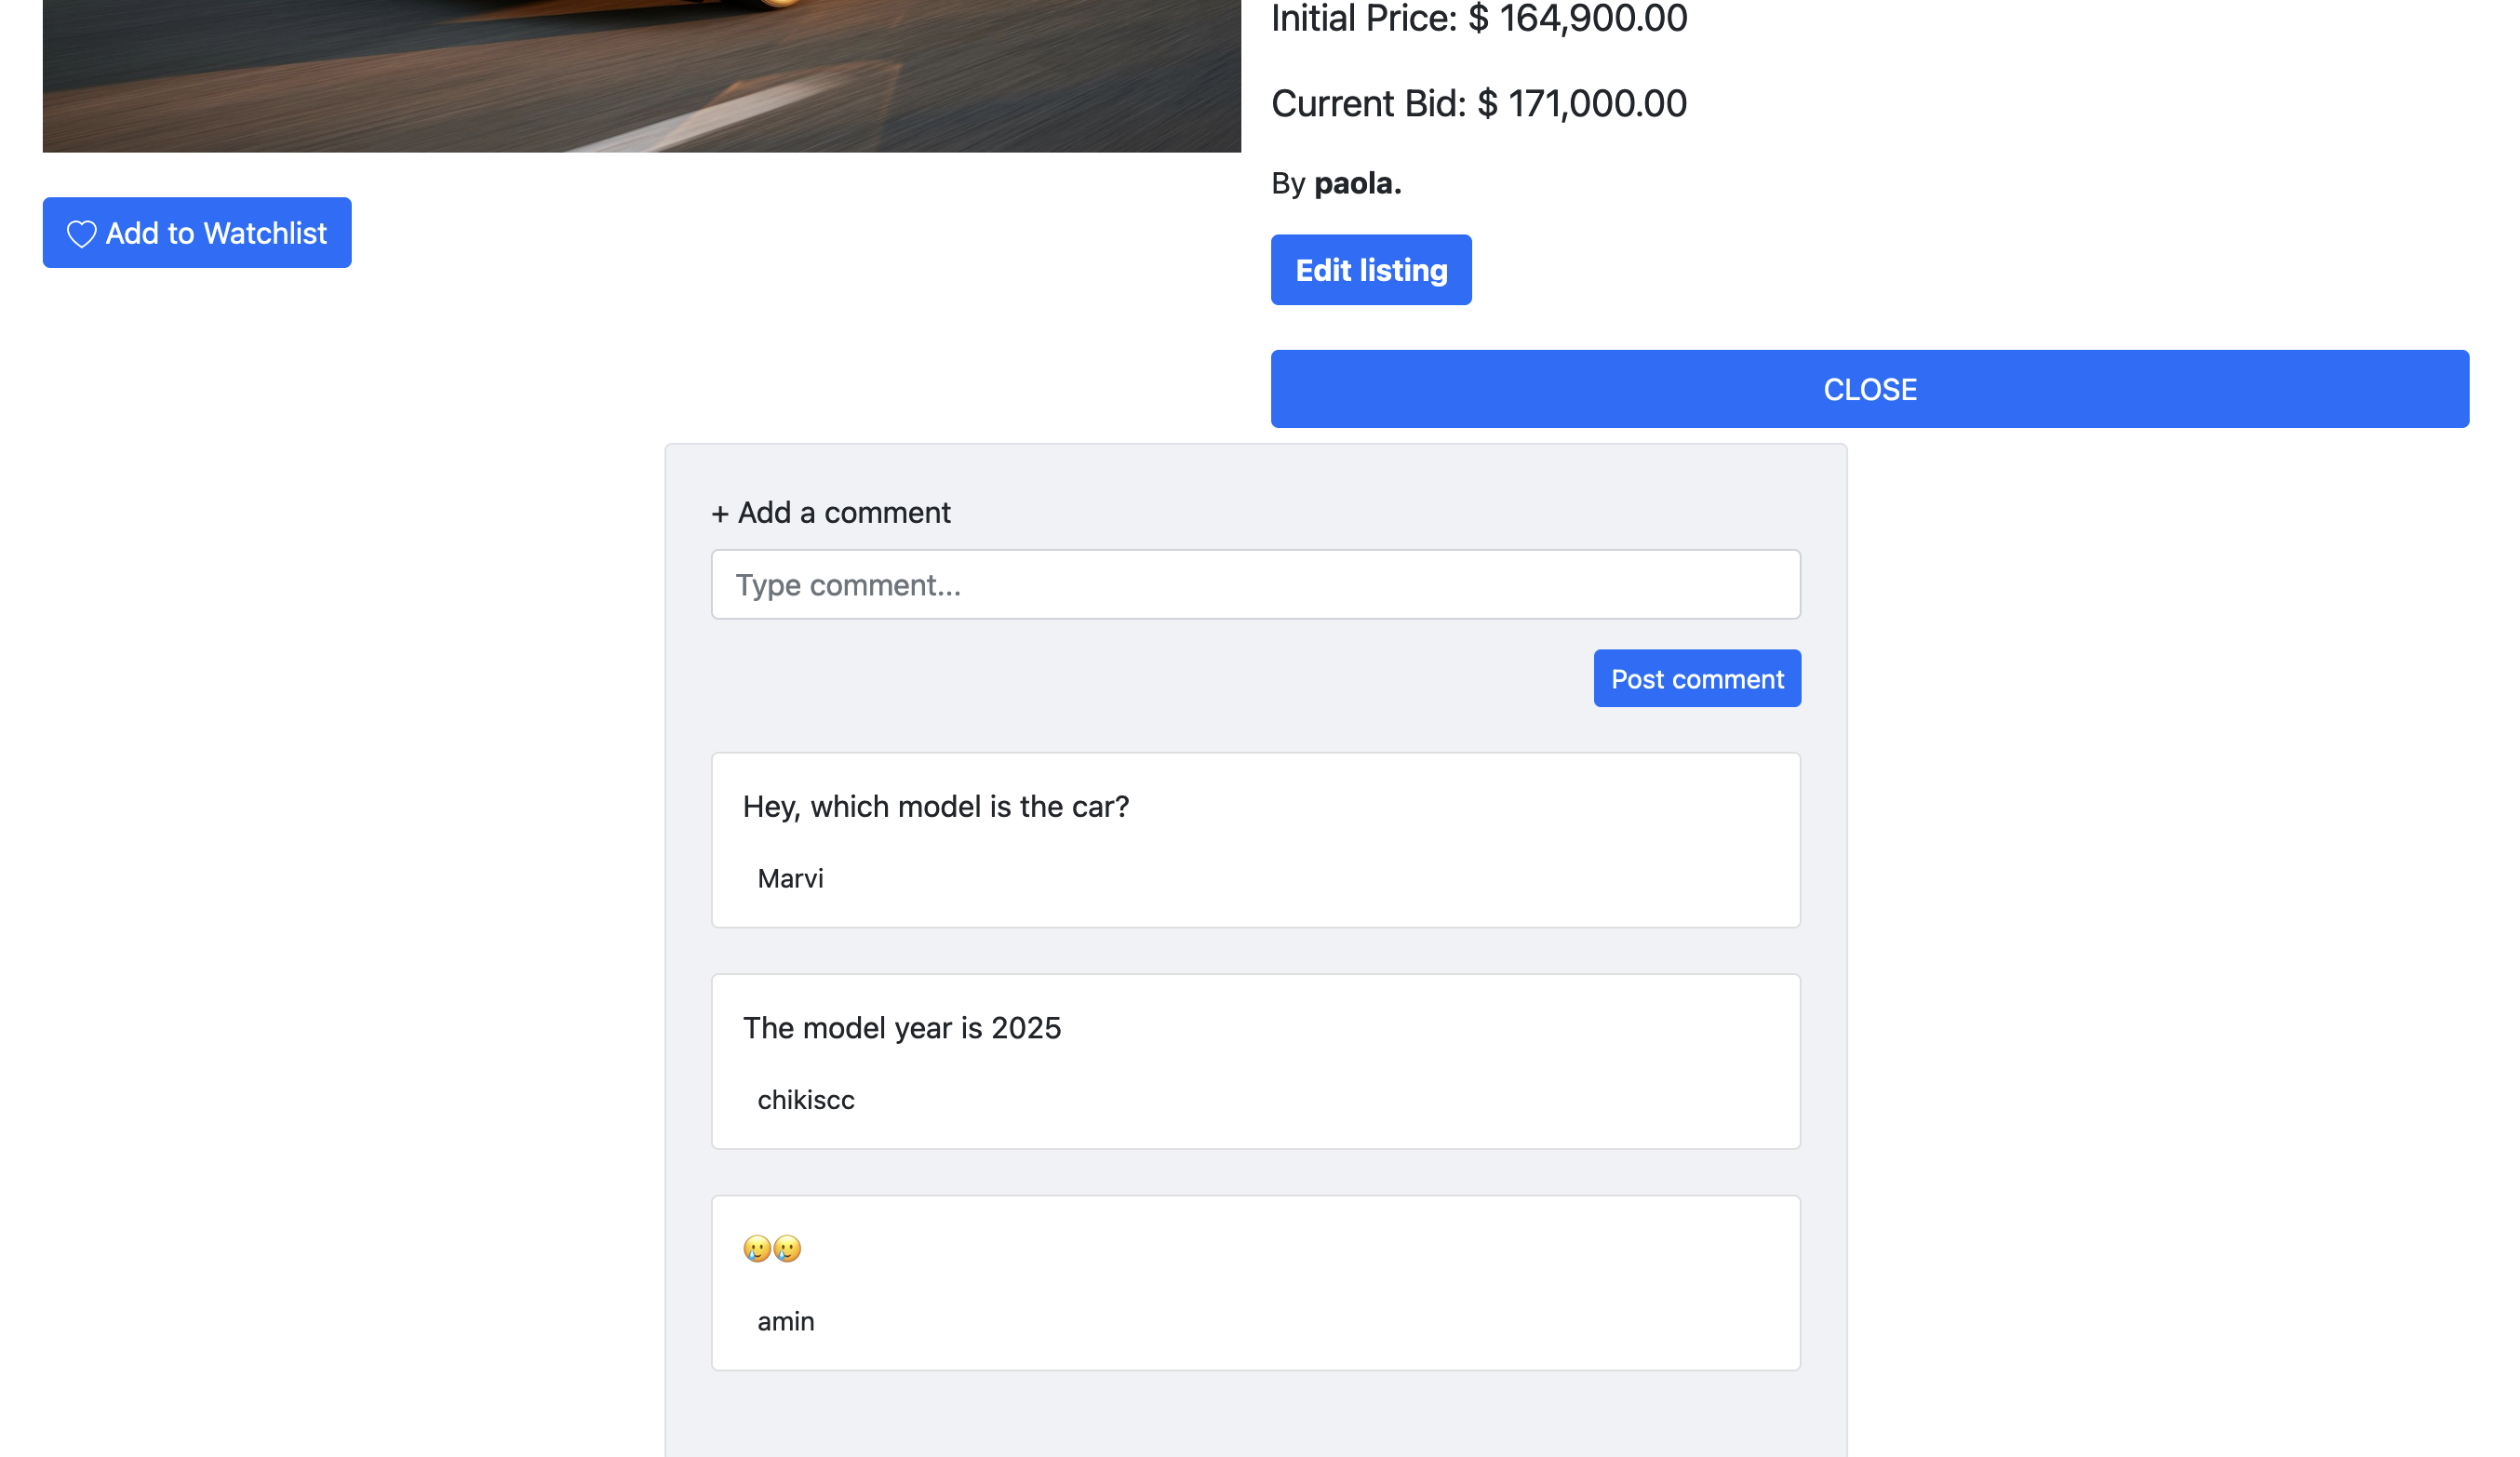 Initial Price: $ 164,900.00
Current Bid: $ 171,000.00
By paola.
Add to Watchlist
Edit listing
CLOSE
+ Add a comment
Type comment...
Post comment
Hey, which model is the car?
Marvi
The model year is 2025
chikiscc
🥲🥲
amin